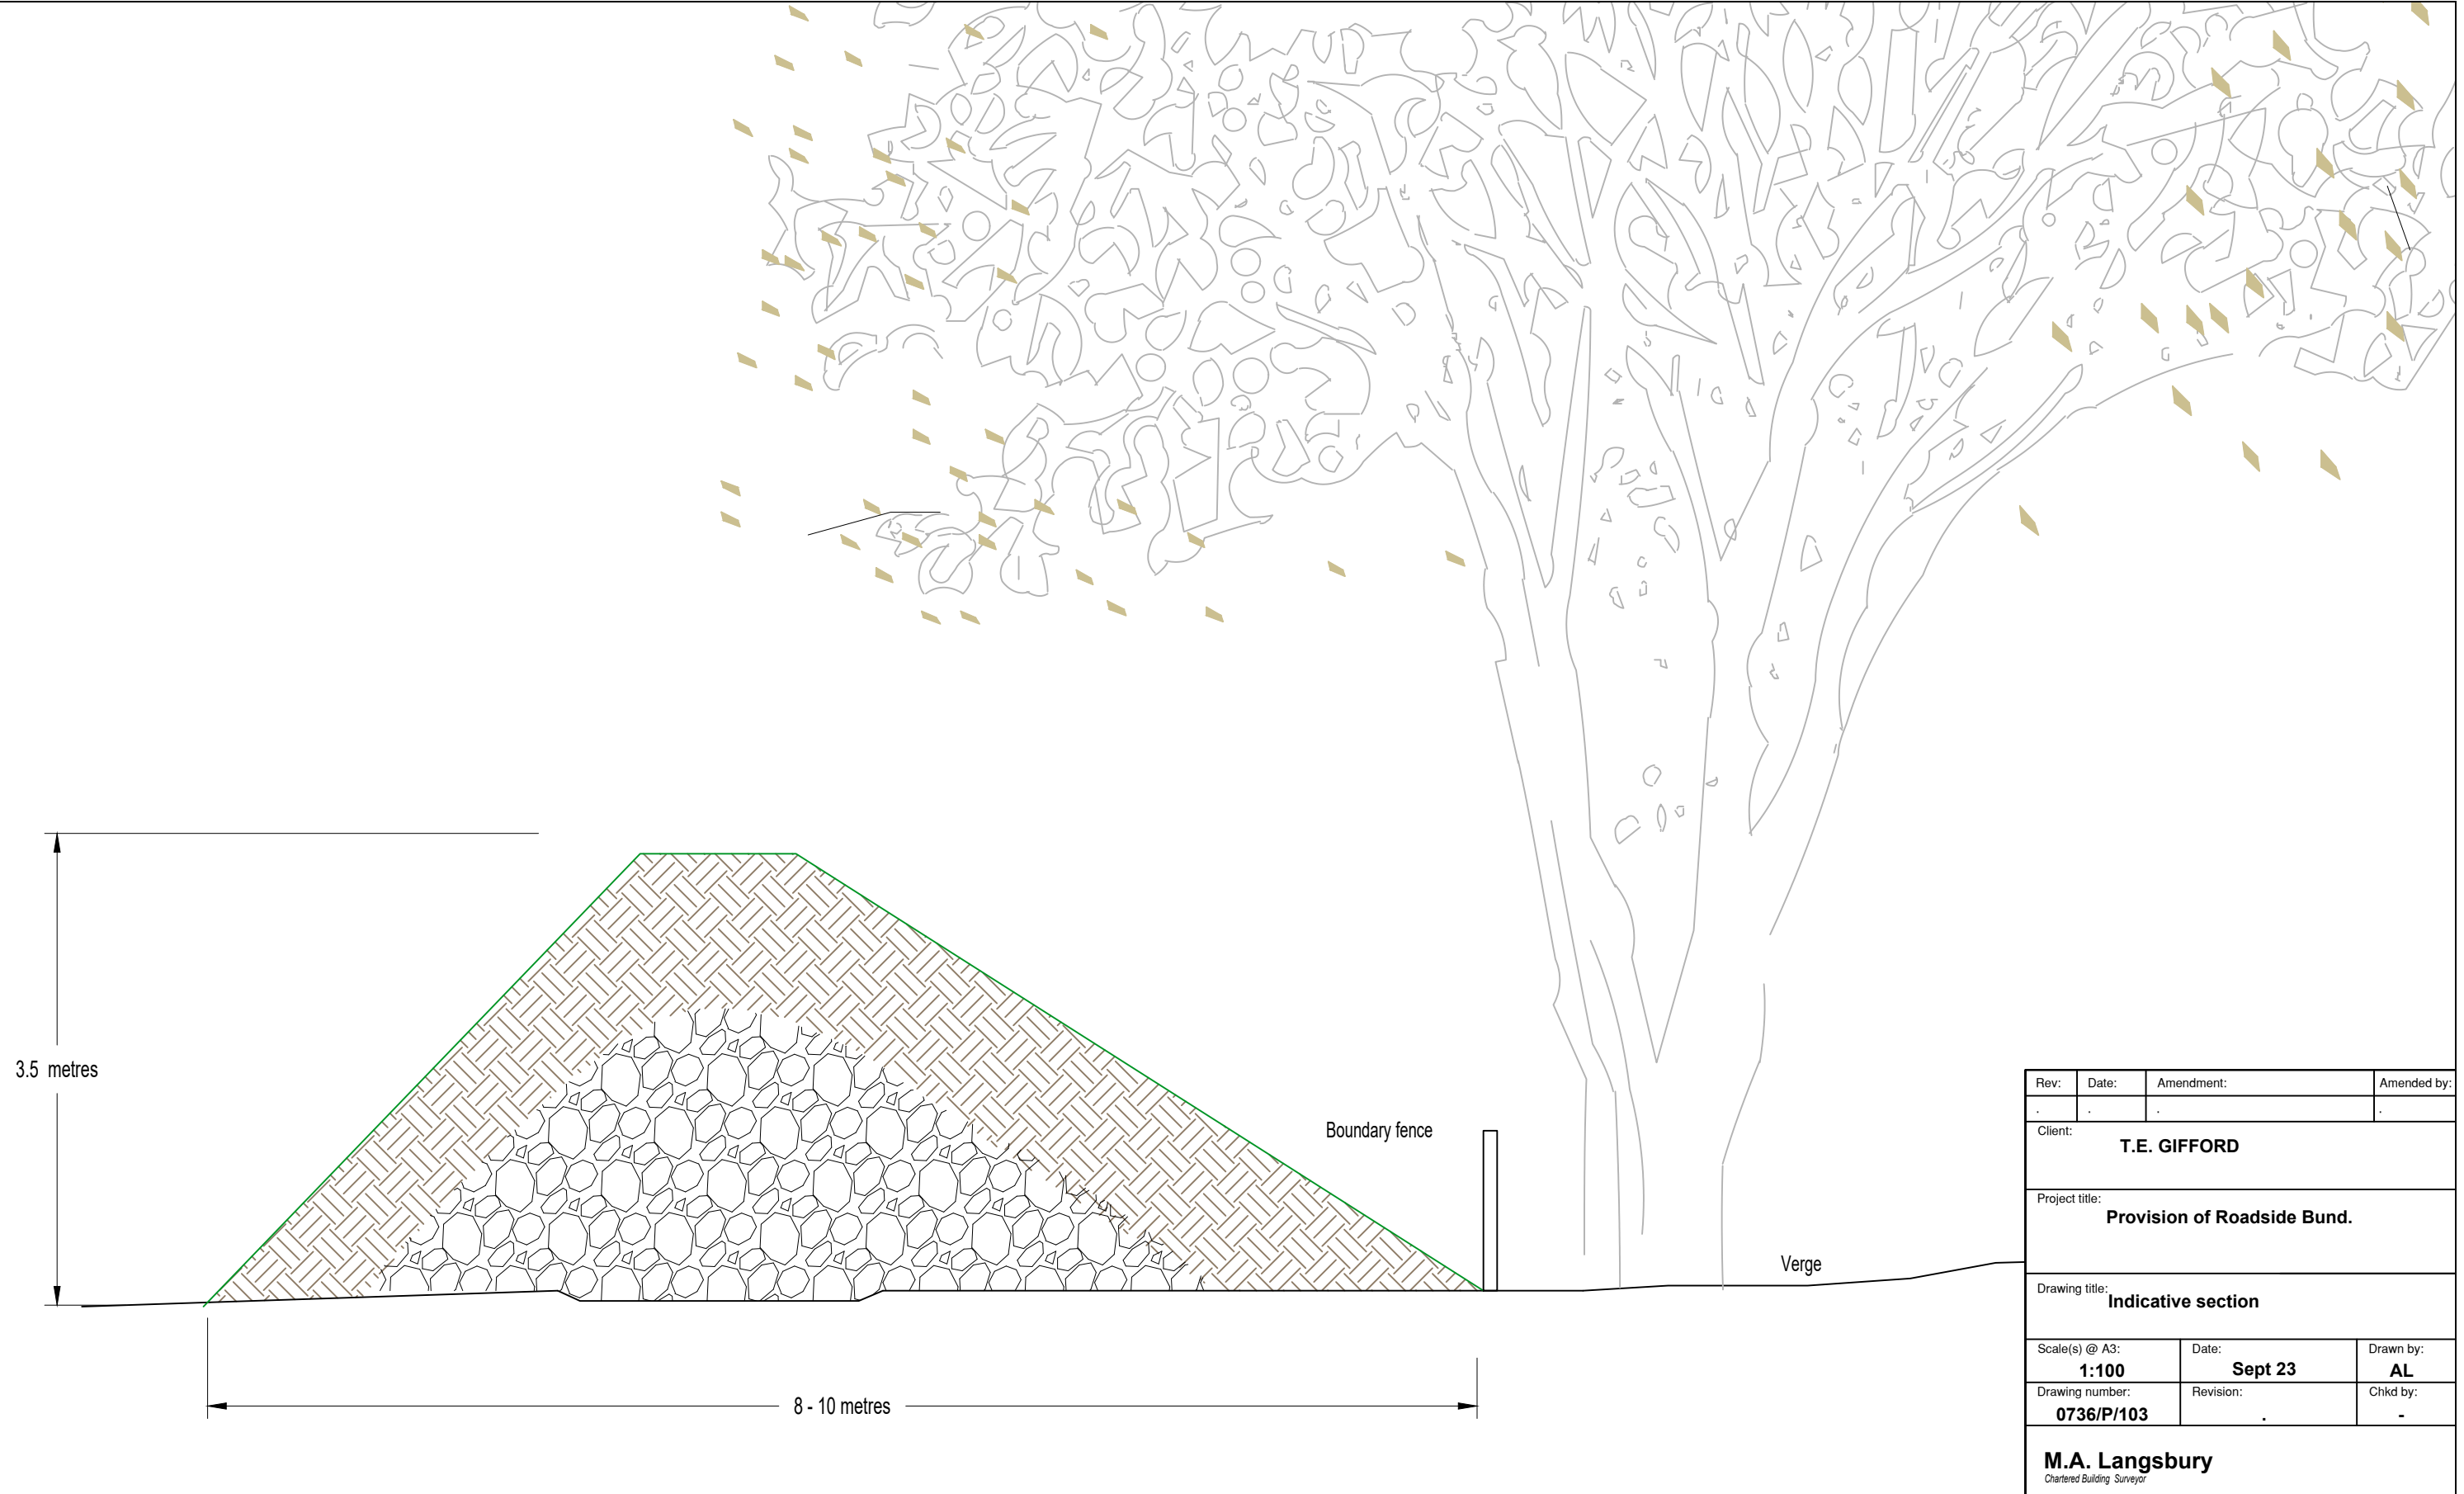 3.5 metres
Boundary fence
Verge
8 - 10 metres
Rev: Date: Amendment: Amended by:
. . . .
Client:
T.E. GIFFORD
Project title:
Provision of Roadside Bund.
Drawing title:
Indicative section
Scale(s) @ A3: Date: Drawn by:
1:100 Sept 23 AL
Drawing number: Revision: Chkd by:
0736/P/103 . -
M.A. Langsbury
Chartered Building Surveyor